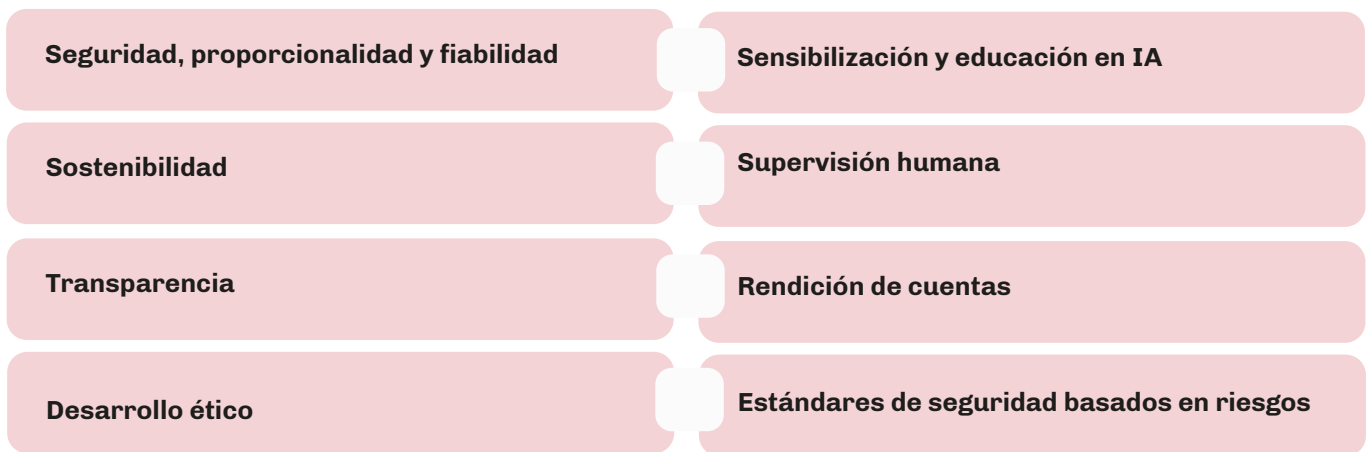 Seguridad, proporcionalidad y fiabilidad
Sensibilización y educación en IA
Sostenibilidad
Supervisión humana
Transparencia
Rendición de cuentas
Desarrollo ético
Estándares de seguridad basados en riesgos